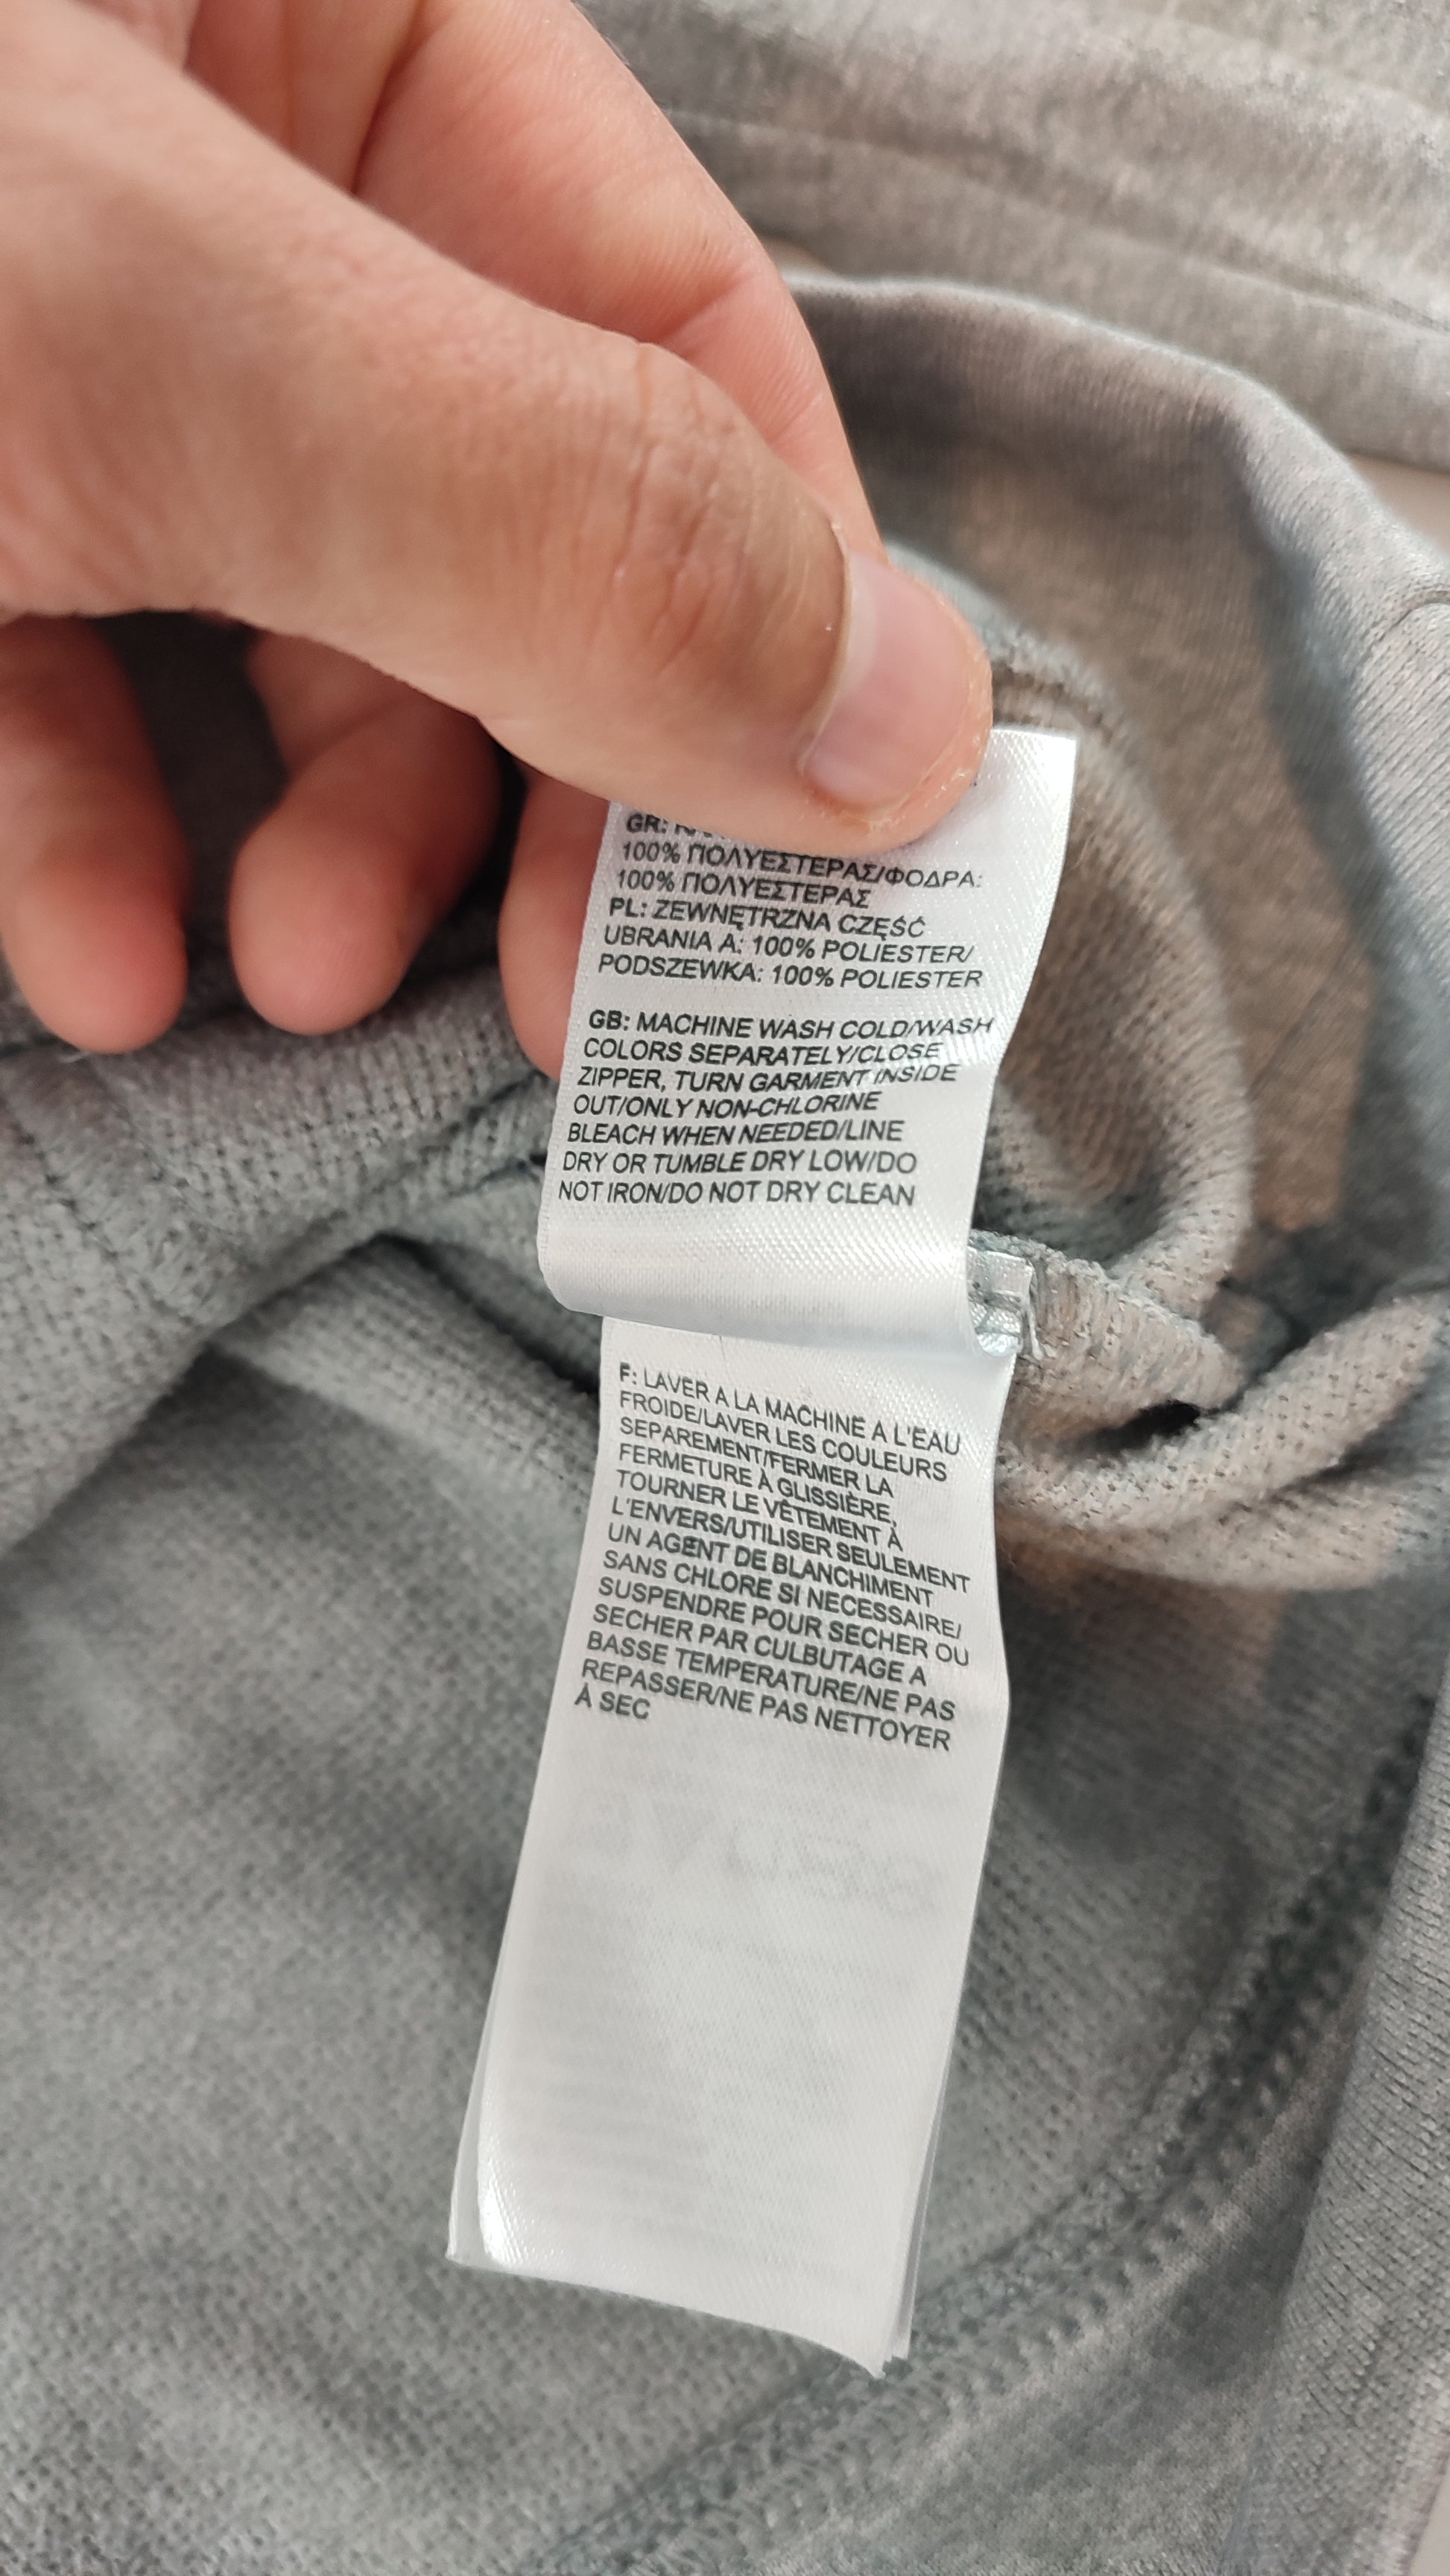 GR:
100% ΠΟΛΥΕΣΤΕΡΑΣ/ΦΟΔΡΑ:
100% ΠΟΛΥΕΣΤΕΡΑΣ
PL: ZEWNĘTRZNA CZĘŚĆ
UBRANIA A: 100% POLIESTER/
PODSZEWKA: 100% POLIESTER
GB: MACHINE WASH COLD/WASH
COLORS SEPARATELY/CLOSE
ZIPPER, TURN GARMENT INSIDE
OUT/ONLY NON-CHLORINE
BLEACH WHEN NEEDED/LINE
DRY OR TUMBLE DRY LOW/DO
NOT IRON/DO NOT DRY CLEAN
F: LAVER A LA MACHINE A L'EAU
FROIDE/LAVER LES COULEURS
SEPAREMENT/FERMER LA
FERMETURE À GLISSIÈRE,
TOURNER LE VÊTEMENT À
L'ENVERS/UTILISER SEULEMENT
UN AGENT DE BLANCHIMENT
SANS CHLORE SI NECESSAIRE/
SUSPENDRE POUR SECHER OU
SECHER PAR CULBUTAGE A
BASSE TEMPERATURE/NE PAS
REPASSER/NE PAS NETTOYER
À SEC